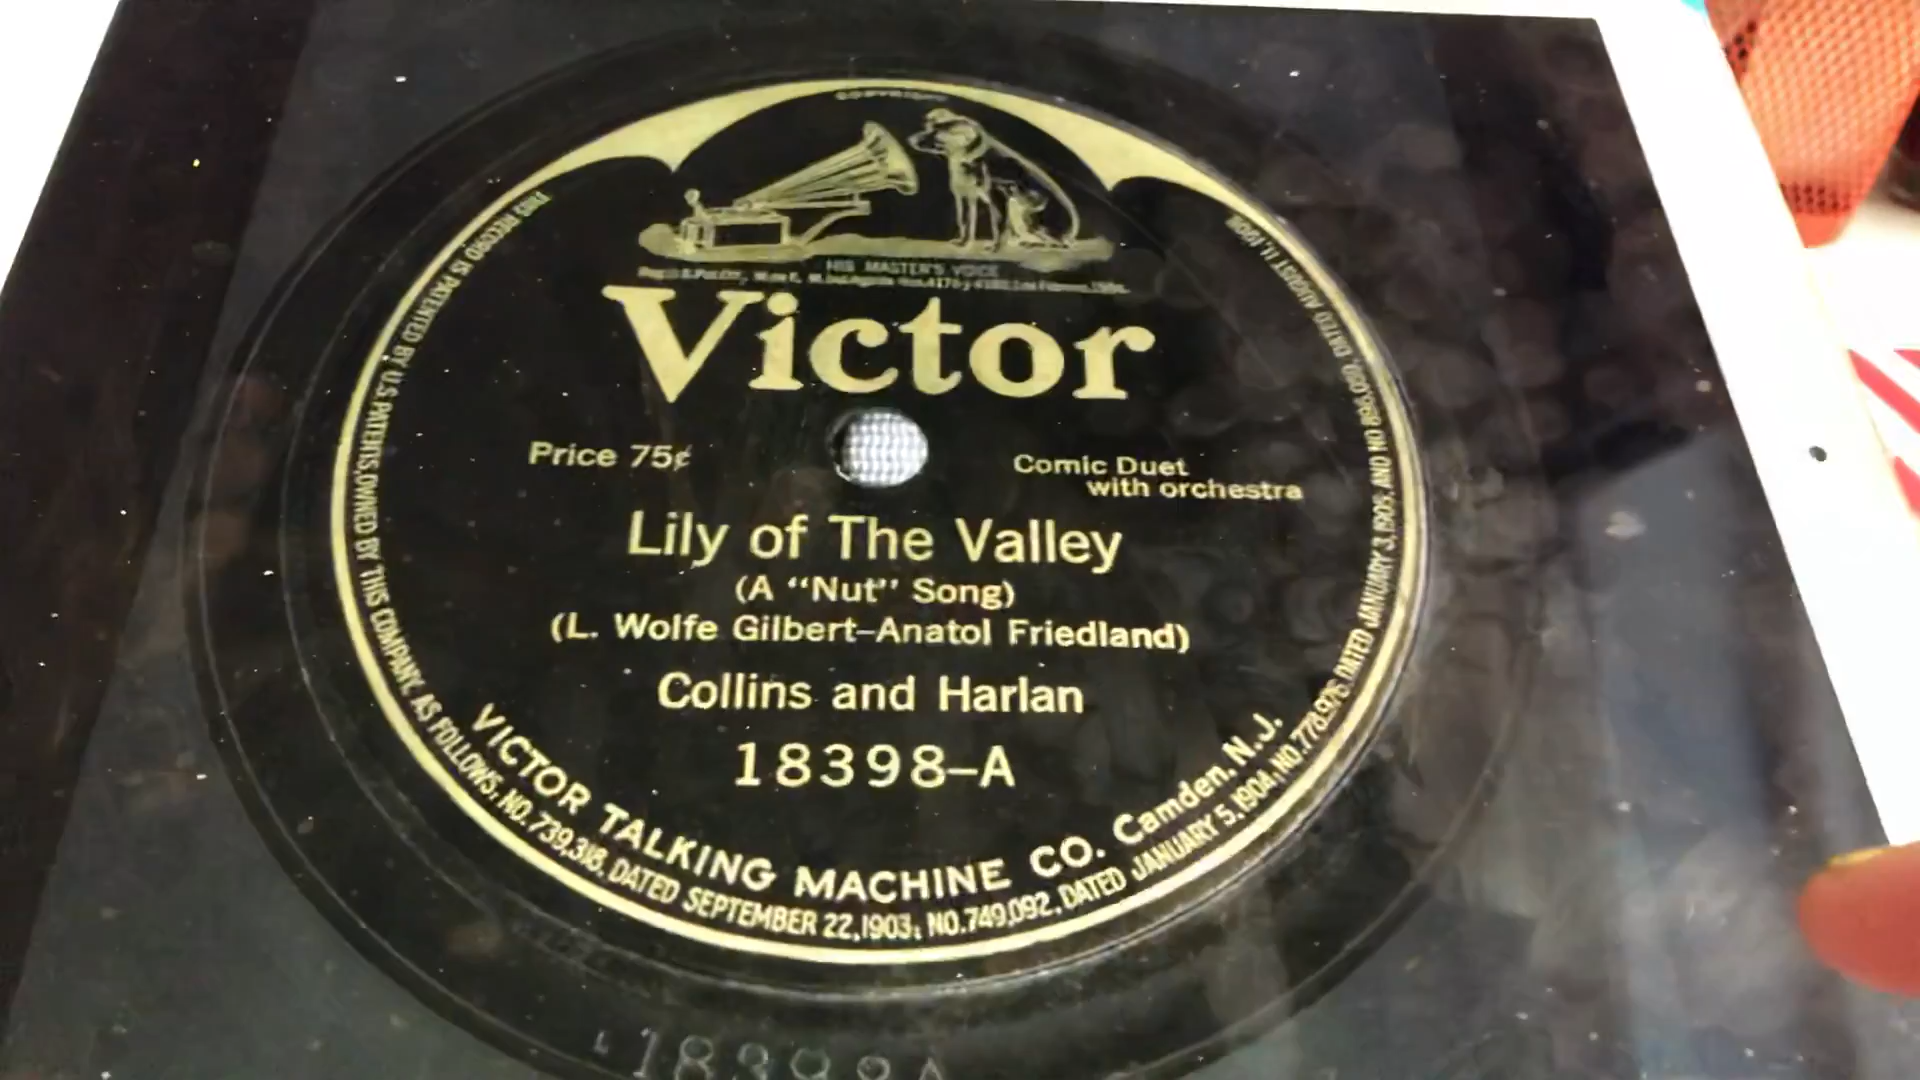 COPYRIGHT
HIS MASTER'S VOICE
Victor
Price 75¢
Comic Duet
with orchestra
Lily of The Valley
(A “Nut” Song)
(L. Wolfe Gilbert–Anatol Friedland)
Collins and Harlan
18398–A
VICTOR TALKING MACHINE CO. Camden, N.J.
THIS RECORD IS PATENTED BY U.S. PATENTS, OWNED BY THIS COMPANY, AS FOLLOWS: NO. 739,318, DATED SEPTEMBER 22, 1903; NO. 749,092, DATED JANUARY 5, 1904, NO. 778,976, DATED JANUARY 3, 1905, AND NO 896,059, DATED AUGUST 11, 1908
18398A